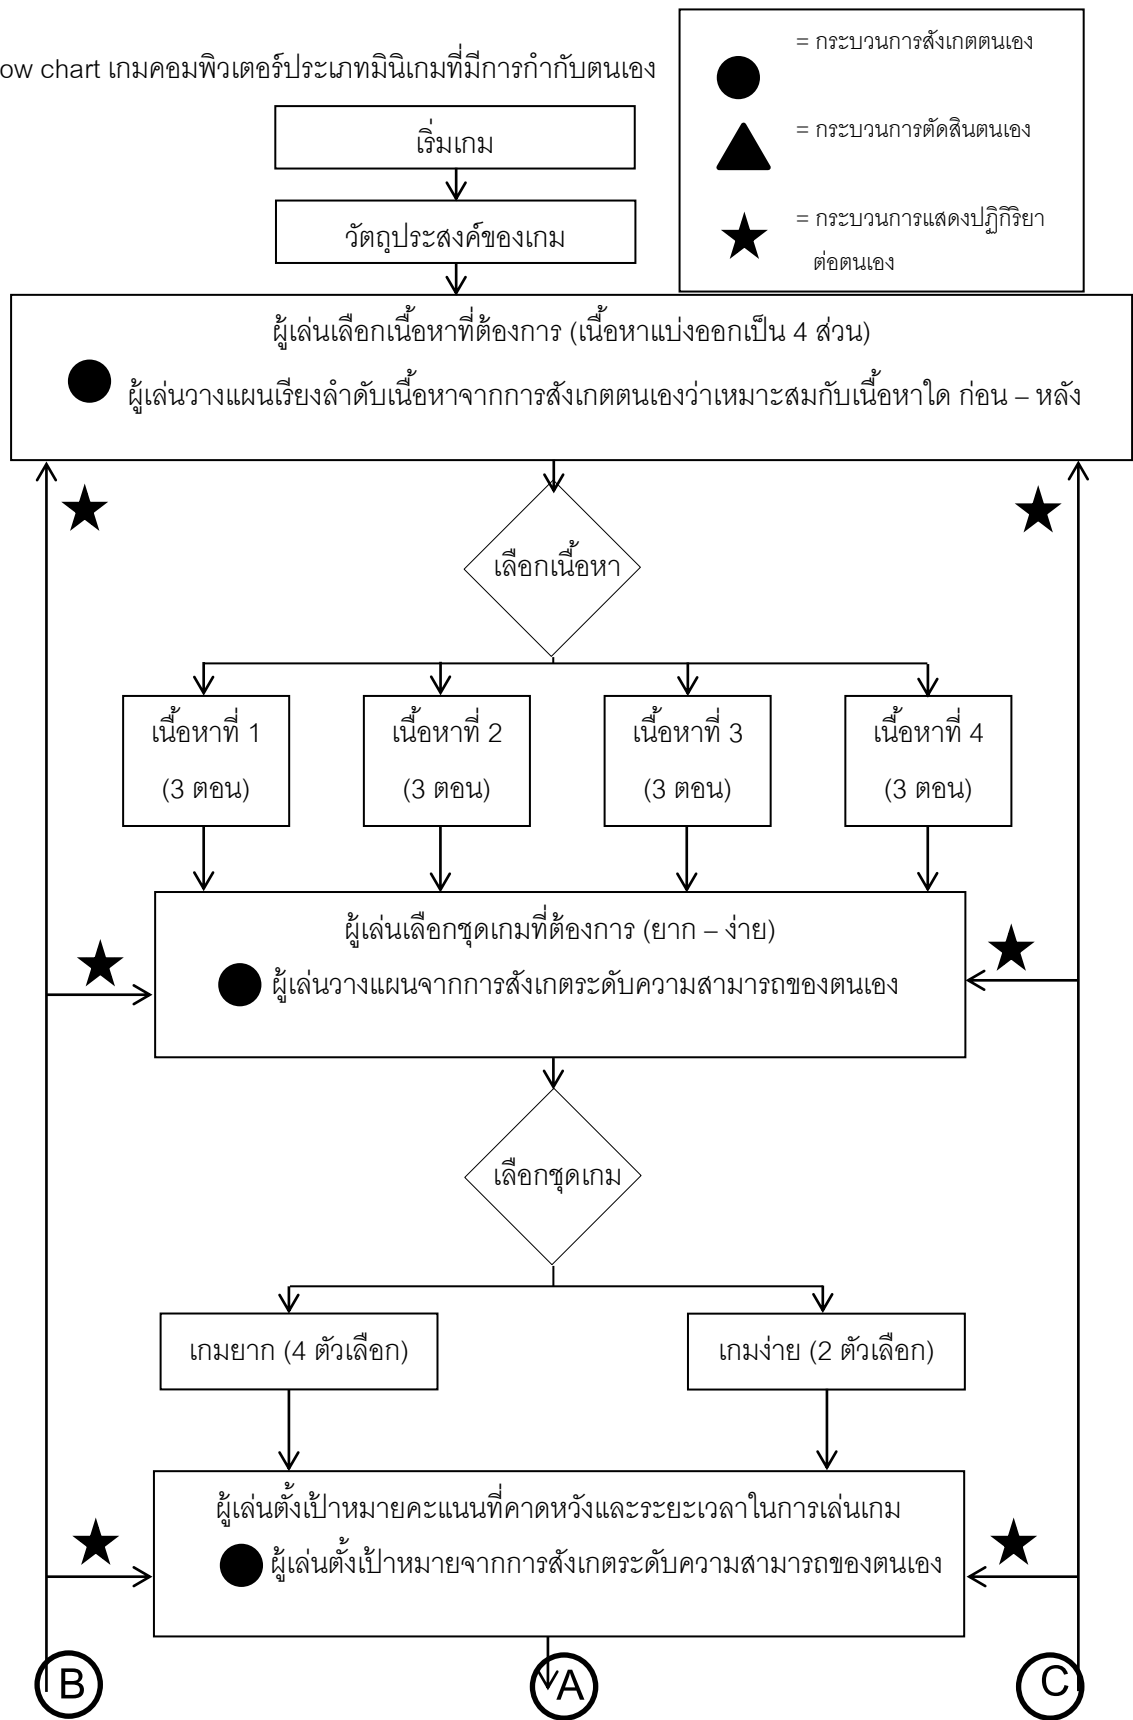 ow chart เกมคอมพิวเตอร์ประเภทมินิเกมที่มีการกำกับตนเอง
= กระบวนการสังเกตตนเอง
= กระบวนการตัดสินตนเอง
= กระบวนการแสดงปฏิกิริยา
ต่อตนเอง
เริ่มเกม
วัตถุประสงค์ของเกม
ผู้เล่นเลือกเนื้อหาที่ต้องการ (เนื้อหาแบ่งออกเป็น 4 ส่วน)
ผู้เล่นวางแผนเรียงลำดับเนื้อหาจากการสังเกตตนเองว่าเหมาะสมกับเนื้อหาใด ก่อน – หลัง
เลือกเนื้อหา
เนื้อหาที่ 1
(3 ตอน)
เนื้อหาที่ 2
(3 ตอน)
เนื้อหาที่ 3
(3 ตอน)
เนื้อหาที่ 4
(3 ตอน)
ผู้เล่นเลือกชุดเกมที่ต้องการ (ยาก – ง่าย)
ผู้เล่นวางแผนจากการสังเกตระดับความสามารถของตนเอง
เลือกชุดเกม
เกมยาก (4 ตัวเลือก)
เกมง่าย (2 ตัวเลือก)
ผู้เล่นตั้งเป้าหมายคะแนนที่คาดหวังและระยะเวลาในการเล่นเกม
ผู้เล่นตั้งเป้าหมายจากการสังเกตระดับความสามารถของตนเอง
B
A
C